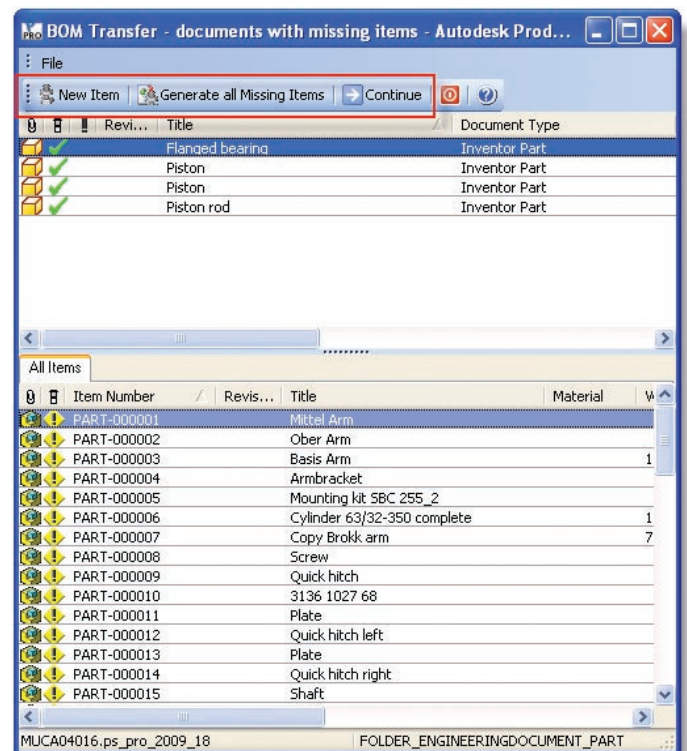 BOM Transfer - documents with missing items - Autodesk Prod...
File
New Item Generate all Missing Items Continue
Revi... Title Document Type
Flanged bearing Inventor Part
Piston Inventor Part
Piston Inventor Part
Piston rod Inventor Part
All Items
Item Number Revis... Title Material
PART-000001 Mittel Arm
PART-000002 Ober Arm
PART-000003 Basis Arm 1
PART-000004 Armbracket
PART-000005 Mounting kit SBC 255_2
PART-000006 Cylinder 63/32-350 complete 1
PART-000007 Copy Brokk arm 7
PART-000008 Screw
PART-000009 Quick hitch
PART-000010 3136 1027 68
PART-000011 Plate
PART-000012 Quick hitch left
PART-000013 Plate
PART-000014 Quick hitch right
PART-000015 Shaft
MUCA04016.ps_pro_2009_18 FOLDER_ENGINEERINGDOCUMENT_PART